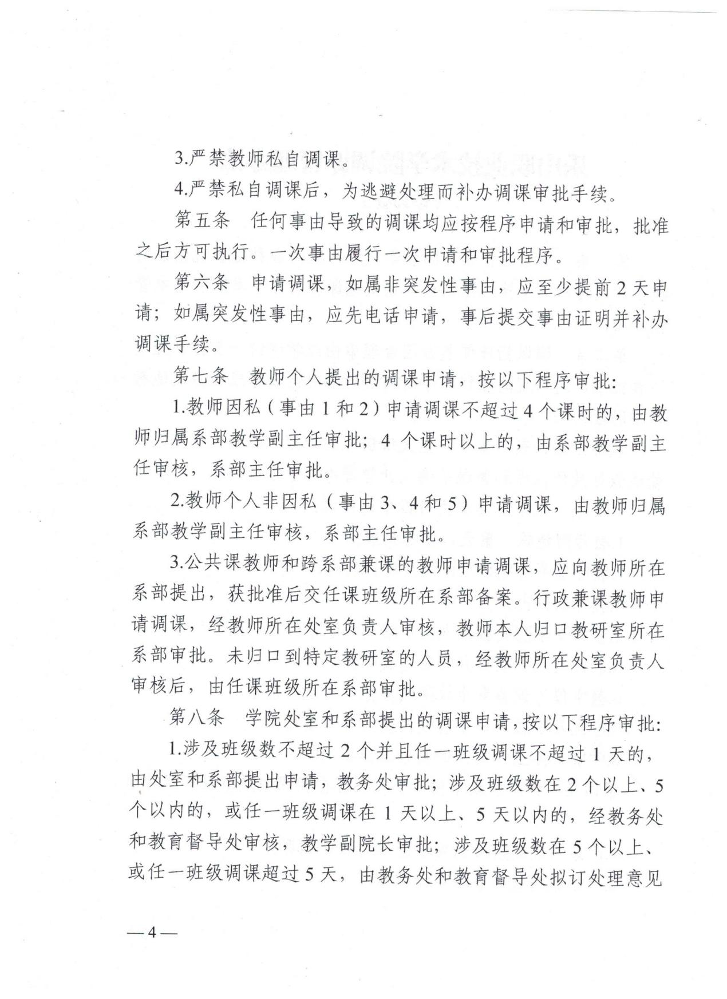 3.严禁教师私自调课。
4.严禁私自调课后，为逃避处理而补办调课审批手续。
第五条　任何事由导致的调课均应按程序申请和审批，批准
之后方可执行。一次事由履行一次申请和审批程序。
第六条　申请调课，如属非突发性事由，应至少提前 2 天申
请；如属突发性事由，应先电话申请，事后提交事由证明并补办
调课手续。
第七条　教师个人提出的调课申请，按以下程序审批：
1.教师因私（事由 1 和 2）申请调课不超过 4 个课时的，由教
师归属系部教学副主任审批；4 个课时以上的，由系部教学副主
任审核，系部主任审批。
2.教师个人非因私（事由 3、4 和 5）申请调课，由教师归属
系部教学副主任审核，系部主任审批。
3.公共课教师和跨系部兼课的教师申请调课，应向教师所在
系部提出，获批准后交任课班级所在系部备案。行政兼课教师申
请调课，经教师所在处室负责人审核，教师本人归口教研室所在
系部审批。未归口到特定教研室的人员，经教师所在处室负责人
审核后，由任课班级所在系部审批。
第八条　学院处室和系部提出的调课申请，按以下程序审批：
1.涉及班级数不超过 2 个并且任一班级调课不超过 1 天的，
由处室和系部提出申请，教务处审批；涉及班级数在 2 个以上、5
个以内的，或任一班级调课在 1 天以上、5 天以内的，经教务处
和教育督导处审核，教学副院长审批；涉及班级数在 5 个以上、
或任一班级调课超过 5 天，由教务处和教育督导处拟订处理意见
— 4 —